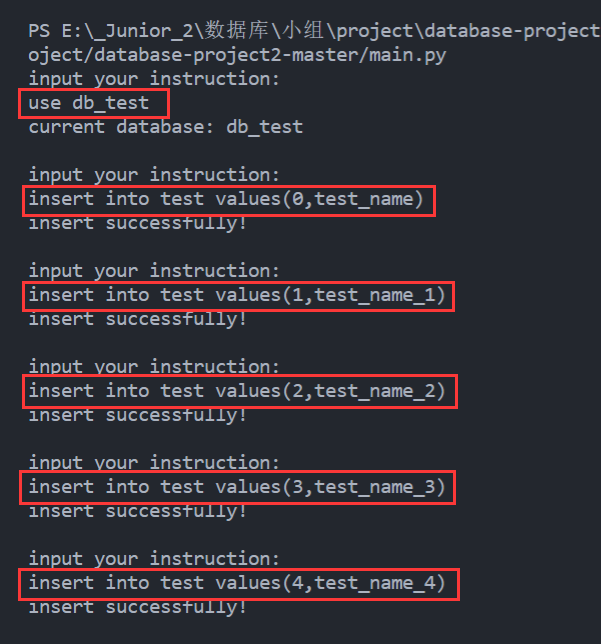 PS E:\_Junior_2\数据库\小组\project\database-project
oject/database-project2-master/main.py
input your instruction:
use db_test
current database: db_test
input your instruction:
insert into test values(0,test_name)
insert successfully!
input your instruction:
insert into test values(1,test_name_1)
insert successfully!
input your instruction:
insert into test values(2,test_name_2)
insert successfully!
input your instruction:
insert into test values(3,test_name_3)
insert successfully!
input your instruction:
insert into test values(4,test_name_4)
insert successfully!